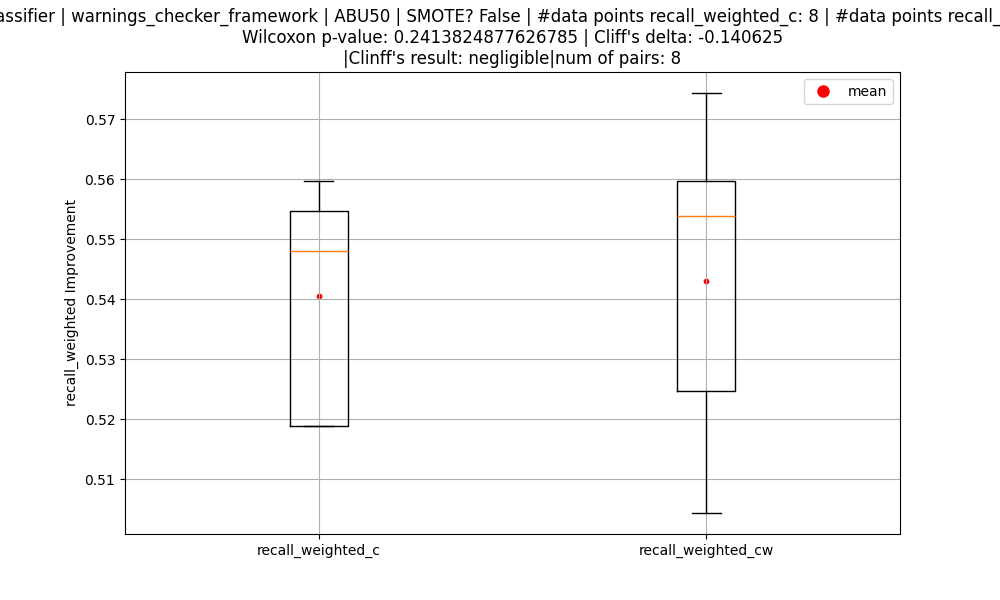 assifier | warnings_checker_framework | ABU50 | SMOTE? False | #data points recall_weighted_c: 8 | #data points recall_
Wilcoxon p-value: 0.2413824877626785 | Cliff's delta: -0.140625
|Clinff's result: negligible|num of pairs: 8
mean
0.57
0.56
0.55
0.54
0.53
0.52
0.51
recall_weighted Improvement
recall_weighted_c
recall_weighted_cw